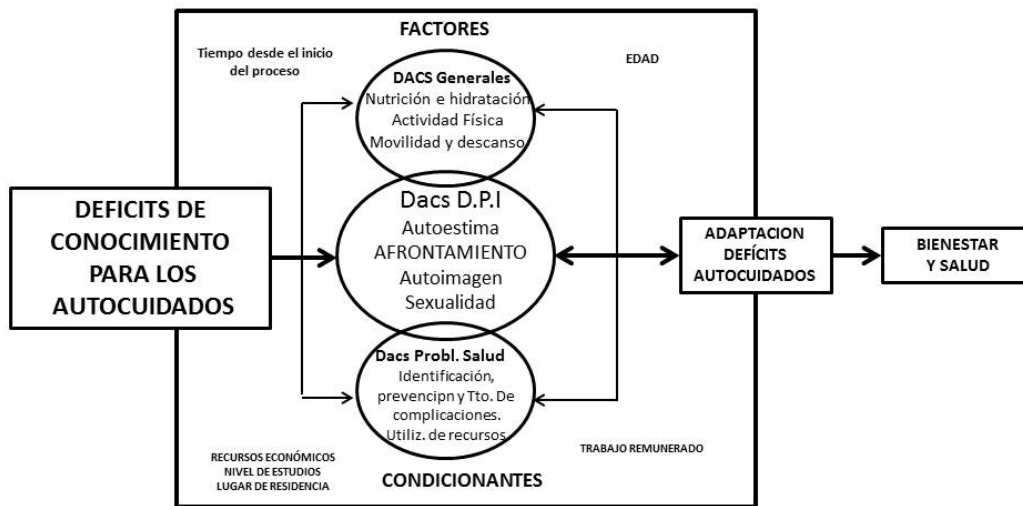 FACTORES
Tiempo desde el inicio
del proceso
EDAD
DACS Generales
Nutrición e hidratación
Actividad Física
Movilidad y descanso
DEFICITS DE
CONOCIMIENTO
PARA LOS
AUTOCUIDADOS
Dacs D.P.I
Autoestima
AFRONTAMIENTO
Autoimagen
Sexualidad
ADAPTACION
DEFÍCITS
AUTOCUIDADOS
BIENESTAR
Y SALUD
Dacs Probl. Salud
Identificación,
prevencipn y Tto. De
complicaciones.
Utiliz. de recursos
RECURSOS ECONÓMICOS
NIVEL DE ESTUDIOS
LUGAR DE RESIDENCIA
TRABAJO REMUNERADO
CONDICIONANTES